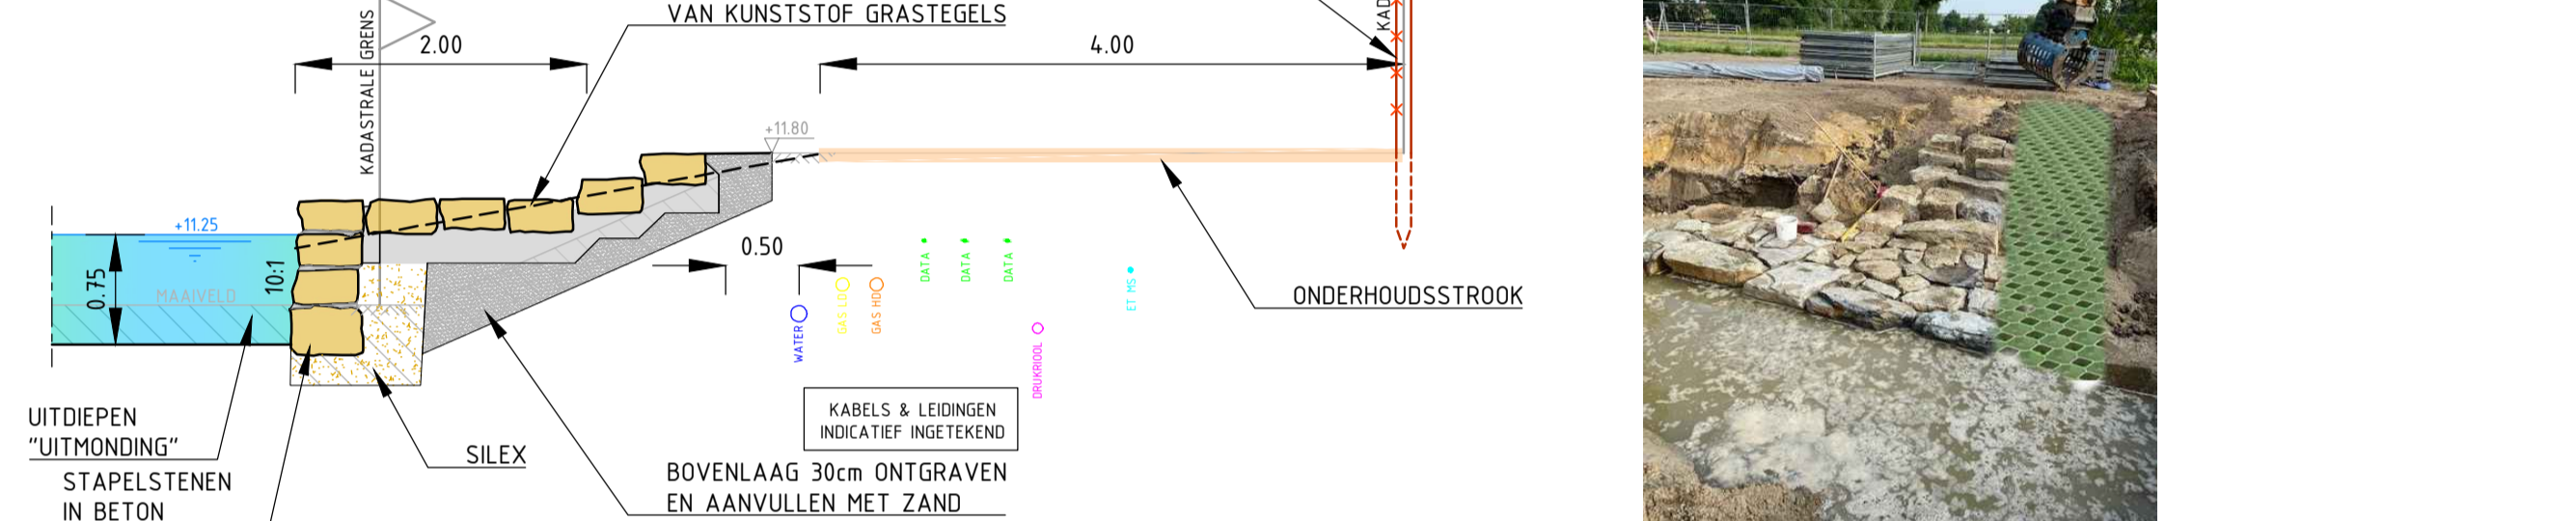 VAN KUNSTSTOF GRASTEGELS
KADASTRALE GRENS
2.00
4.00
KAD
+11.80
+11.25
0.75
10:1
MAAIVELD
0.50
WATER
GAS LD
GAS HD
DATA
DATA
DATA
DRUKRIOOL
ET MS
ONDERHOUDSSTROOK
KABELS & LEIDINGEN
INDICATIEF INGETEKEND
UITDIEPEN
"UITMONDING"
STAPELSTENEN
IN BETON
SILEX
BOVENLAAG 30cm ONTGRAVEN
EN AANVULLEN MET ZAND